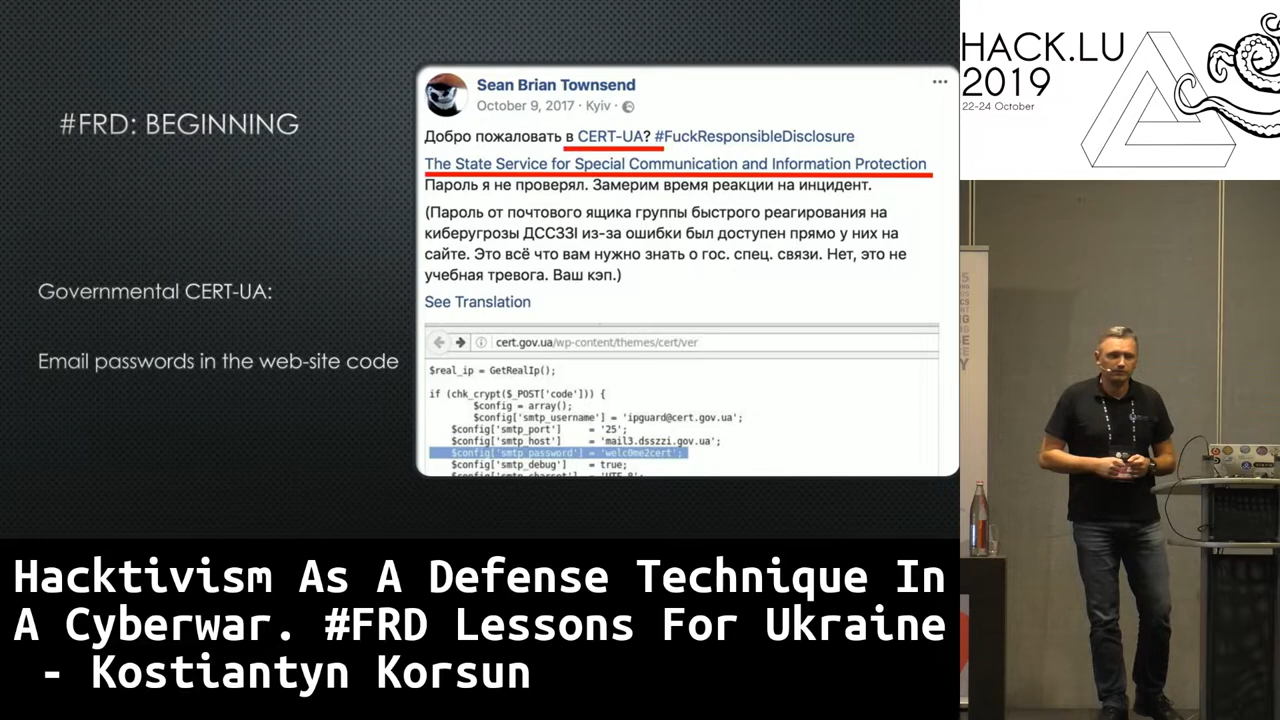 #FRD: BEGINNING
Governmental CERT-UA:
Email passwords in the web-site code
Sean Brian Townsend
October 9, 2017 · Kyiv ·
Добро пожаловать в CERT-UA? #FuckResponsibleDisclosure
The State Service for Special Communication and Information Protection
Пароль я не проверял. Замерим время реакции на инцидент.
(Пароль от почтового ящика группы быстрого реагирования на
киберугрозы ДССЗЗІ из-за ошибки был доступен прямо у них на
сайте. Это всё что вам нужно знать о гос. спец. связи. Нет, это не
учебная тревога. Ваш кэп.)
See Translation
cert.gov.ua/wp-content/themes/cert/ver
$real_ip = GetRealIp();
if (chk_crypt($_POST['code'])) {
$config = array();
$config['smtp_username'] = 'ipguard@cert.gov.ua';
$config['smtp_port'] = '25';
$config['smtp_host'] = 'mail3.dsszzi.gov.ua';
$config['smtp_password'] = 'welc0me2cert';
$config['smtp_debug'] = true;
HACK.LU
2019
22-24 October
Hacktivism As A Defense Technique In
A Cyberwar. #FRD Lessons For Ukraine
- Kostiantyn Korsun